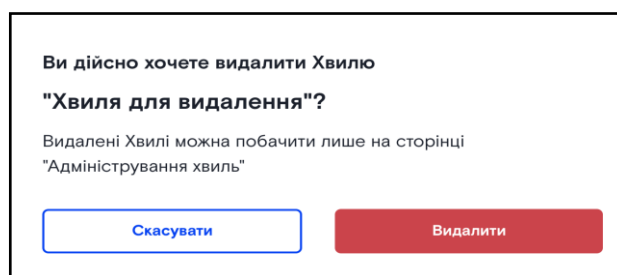 Ви дійсно хочете видалити Хвилю
"Хвиля для видалення"?
Видалені Хвилі можна побачити лише на сторінці
"Адміністрування хвиль"
Скасувати
Видалити